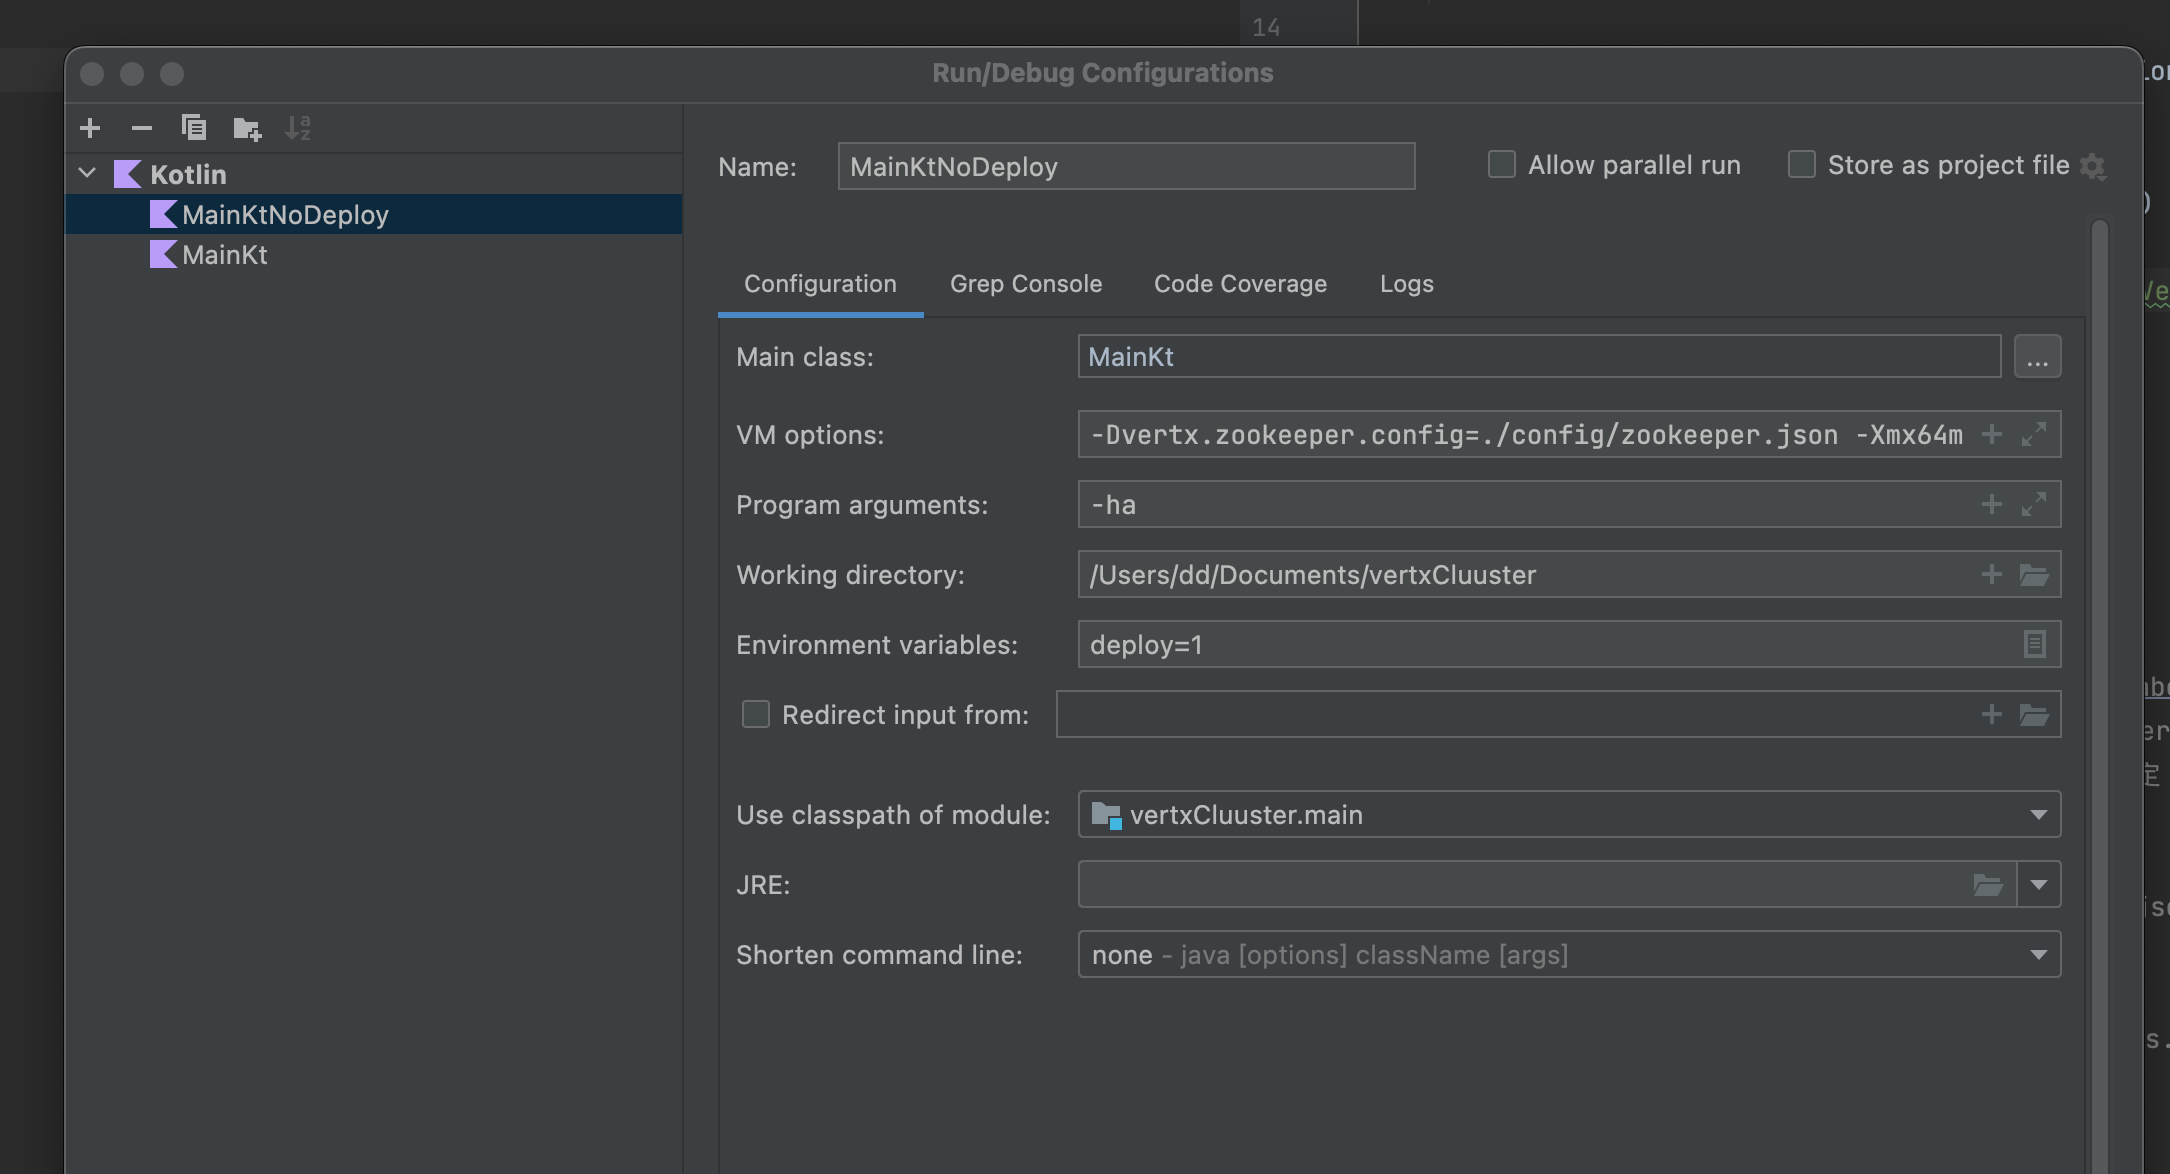 14
Run/Debug Configurations
Kotlin
MainKtNoDeploy
MainKt
Name: MainKtNoDeploy
Allow parallel run
Store as project file
Configuration Grep Console Code Coverage Logs
Main class: MainKt ...
VM options: -Dvertx.zookeeper.config=./config/zookeeper.json -Xmx64m
Program arguments: -ha
Working directory: /Users/dd/Documents/vertxCluuster
Environment variables: deploy=1
Redirect input from:
Use classpath of module: vertxCluuster.main
JRE:
Shorten command line: none - java [options] className [args]